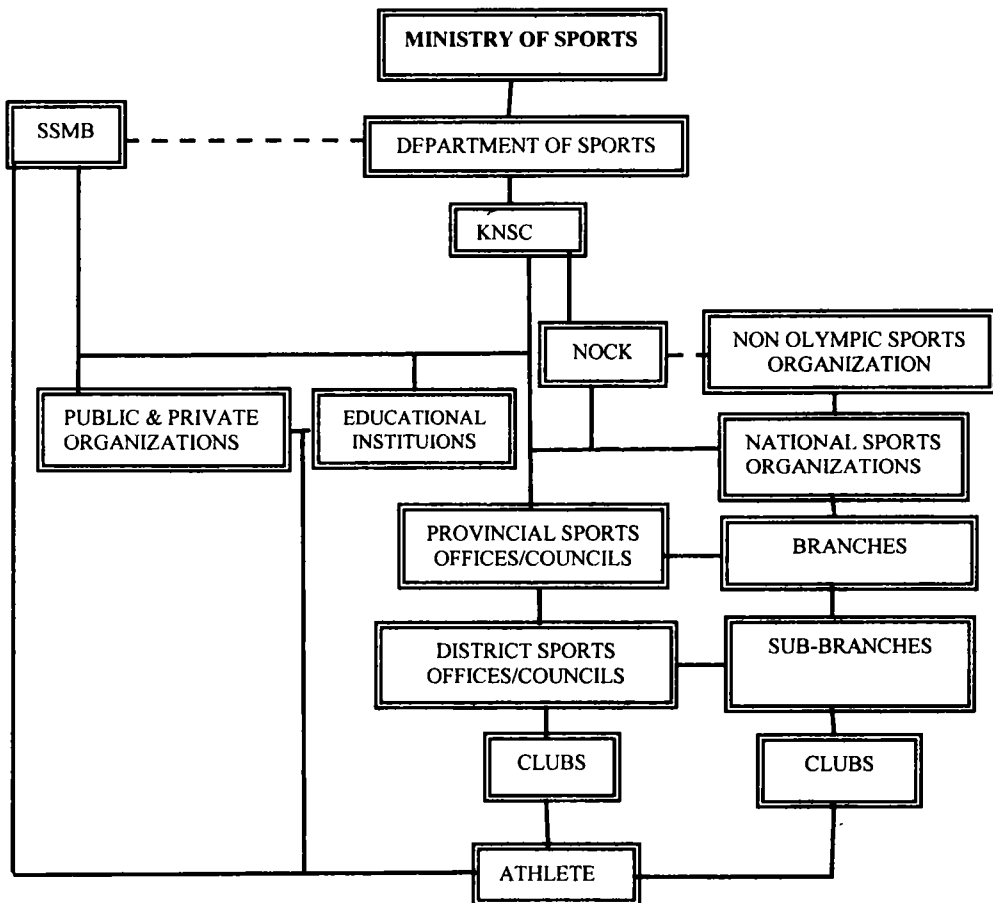 MINISTRY OF SPORTS
SSMB
DEPARTMENT OF SPORTS
KNSC
NOCK
NON OLYMPIC SPORTS
ORGANIZATION
PUBLIC & PRIVATE
ORGANIZATIONS
EDUCATIONAL
INSTITUIONS
NATIONAL SPORTS
ORGANIZATIONS
PROVINCIAL SPORTS
OFFICES/COUNCILS
BRANCHES
DISTRICT SPORTS
OFFICES/COUNCILS
SUB-BRANCHES
CLUBS
CLUBS
ATHLETE